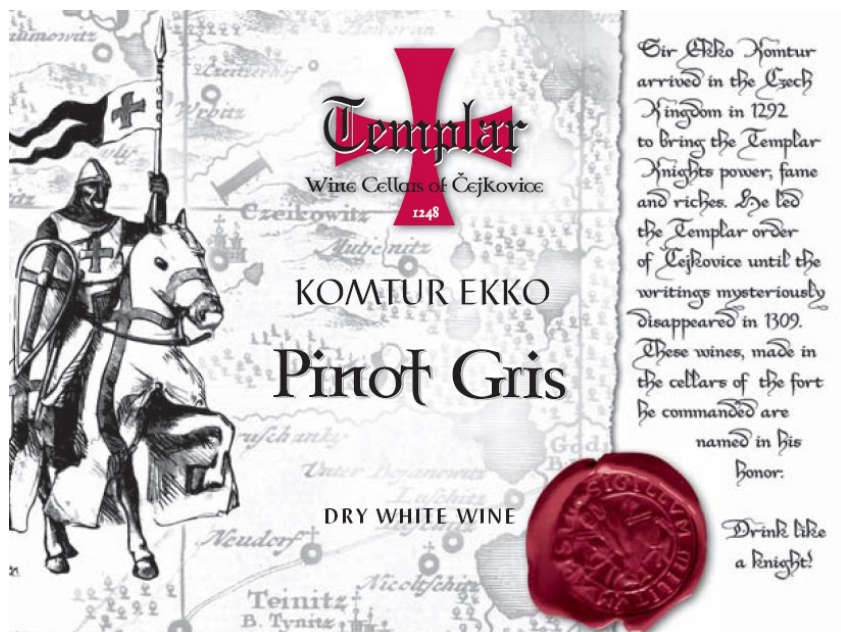 Templar
Wine Cellars of Čejkovice
1248
KOMTUR EKKO
Pinot Gris
DRY WHITE WINE
Sir Ekko Komtur
arrived in the Czech
Kingdom in 1292
to bring the Templar
Knights power, fame
and riches. He led
the Templar order
of Cejkovice until the
writings mysteriously
disappeared in 1309.
These wines, made in
the cellars of the fort
he commanded are
named in his
honor.
Drink like
a knight!
Czeikowitz
Neudorf
Teinitz
B. Tynitz
SIGILLVM